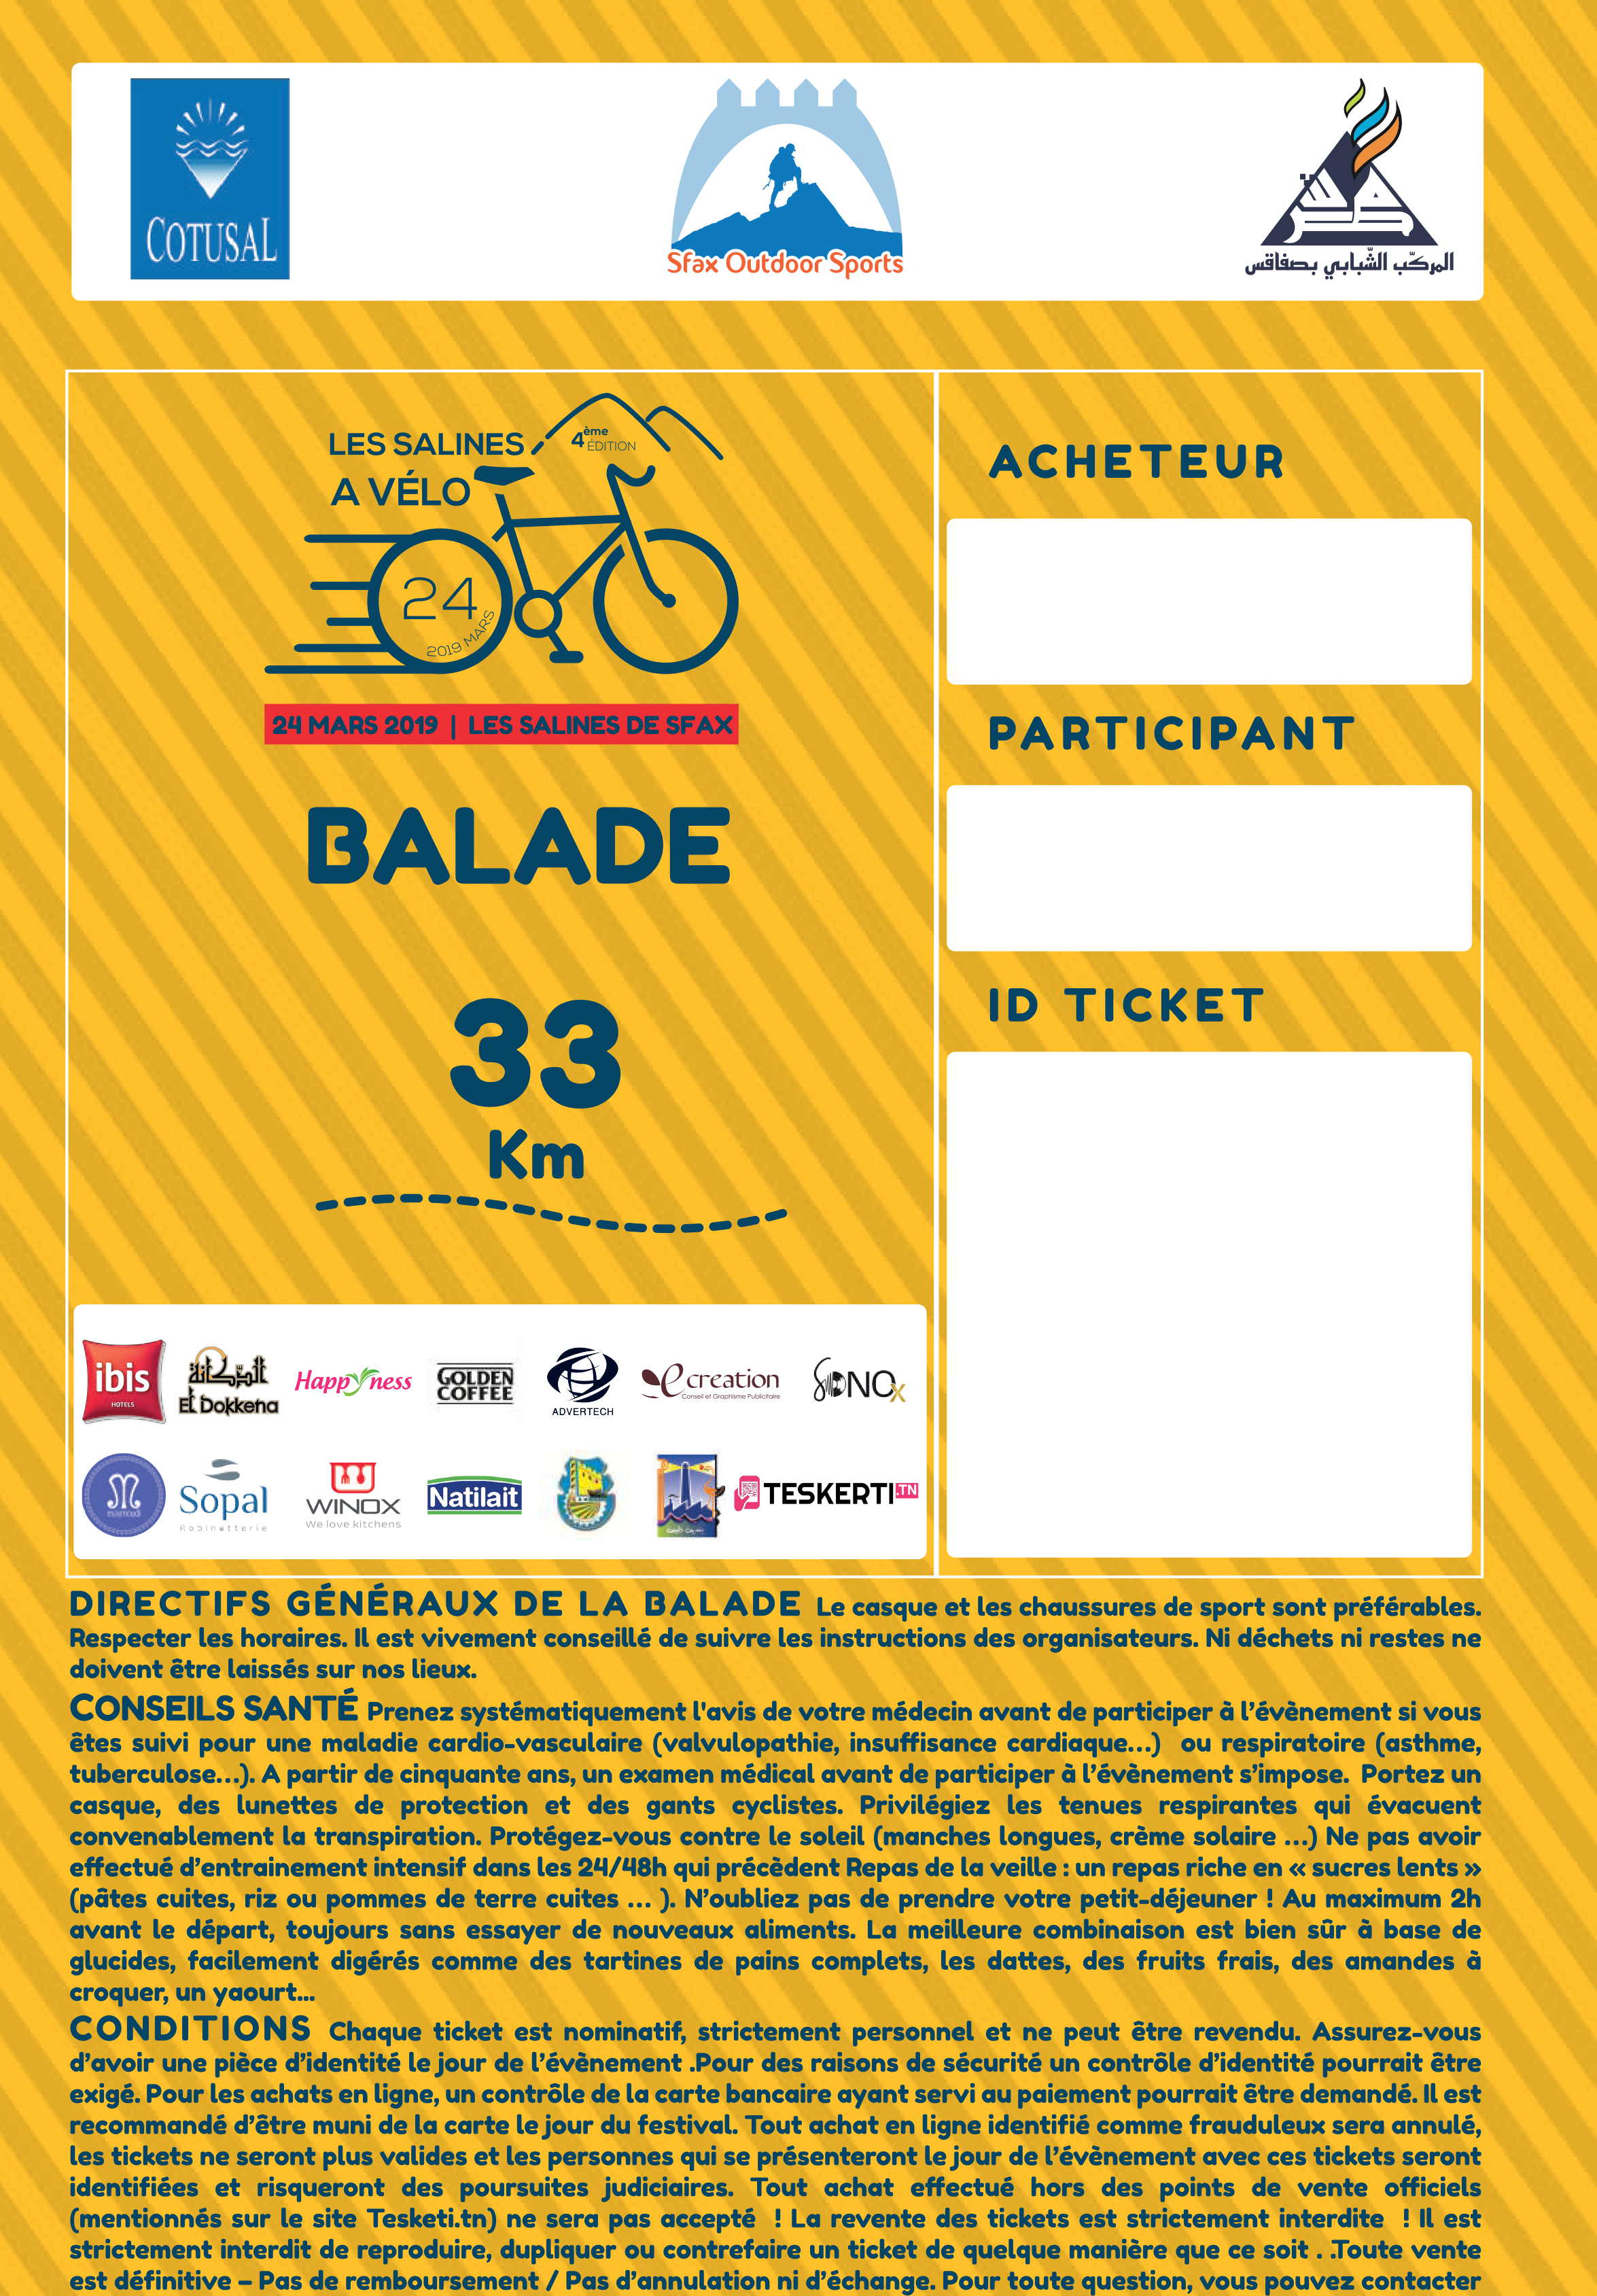 COTUSAL
Sfax Outdoor Sports
المركّب الشّبابي بصفاقس
LES SALINES
4ème ÉDITION
A VÉLO
24
2019 MARS
24 MARS 2019 | LES SALINES DE SFAX
BALADE
33
Km
ACHETEUR
PARTICIPANT
ID TICKET
ibis
HOTELS
الدكانة
El Dokkena
Happyness
GOLDEN
COFFEE
ADVERTECH
ecreation
Conseil et Graphisme Publicitaire
SONOX
Sopal
Robinetterie
WINOX
We love kitchens
Natilait
TESKERTI.TN
DIRECTIFS GÉNÉRAUX DE LA BALADE Le casque et les chaussures de sport sont préférables.
Respecter les horaires. Il est vivement conseillé de suivre les instructions des organisateurs. Ni déchets ni restes ne
doivent être laissés sur nos lieux.
CONSEILS SANTÉ Prenez systématiquement l'avis de votre médecin avant de participer à l’évènement si vous
êtes suivi pour une maladie cardio-vasculaire (valvulopathie, insuffisance cardiaque...) ou respiratoire (asthme,
tuberculose...). A partir de cinquante ans, un examen médical avant de participer à l’évènement s’impose. Portez un
casque, des lunettes de protection et des gants cyclistes. Privilégiez les tenues respirantes qui évacuent
convenablement la transpiration. Protégez-vous contre le soleil (manches longues, crème solaire ...) Ne pas avoir
effectué d’entrainement intensif dans les 24/48h qui précèdent Repas de la veille : un repas riche en « sucres lents »
(pâtes cuites, riz ou pommes de terre cuites ... ). N’oubliez pas de prendre votre petit-déjeuner ! Au maximum 2h
avant le départ, toujours sans essayer de nouveaux aliments. La meilleure combinaison est bien sûr à base de
glucides, facilement digérés comme des tartines de pains complets, les dattes, des fruits frais, des amandes à
croquer, un yaourt...
CONDITIONS Chaque ticket est nominatif, strictement personnel et ne peut être revendu. Assurez-vous
d’avoir une pièce d’identité le jour de l’évènement .Pour des raisons de sécurité un contrôle d’identité pourrait être
exigé. Pour les achats en ligne, un contrôle de la carte bancaire ayant servi au paiement pourrait être demandé. Il est
recommandé d’être muni de la carte le jour du festival. Tout achat en ligne identifié comme frauduleux sera annulé,
les tickets ne seront plus valides et les personnes qui se présenteront le jour de l’évènement avec ces tickets seront
identifiées et risqueront des poursuites judiciaires. Tout achat effectué hors des points de vente officiels
(mentionnés sur le site Tesketi.tn) ne sera pas accepté ! La revente des tickets est strictement interdite ! Il est
strictement interdit de reproduire, dupliquer ou contrefaire un ticket de quelque manière que ce soit . .Toute vente
est définitive – Pas de remboursement / Pas d’annulation ni d’échange. Pour toute question, vous pouvez contacter